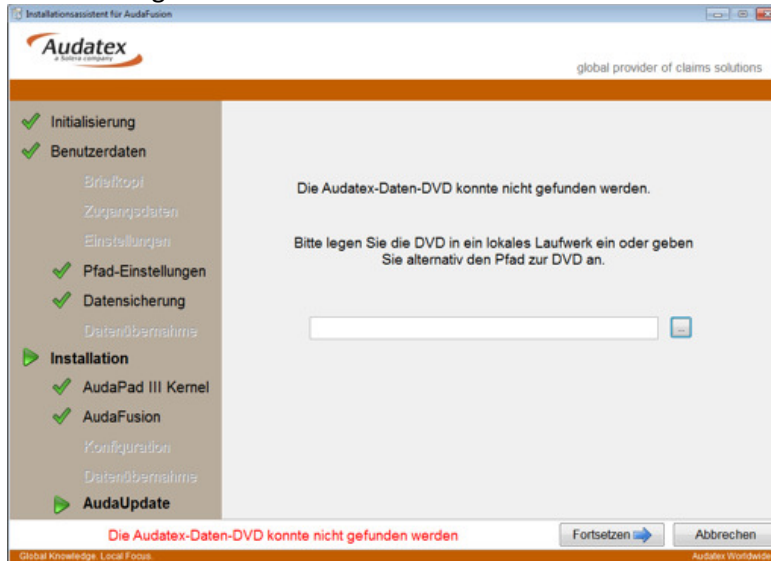 Installationsassistent für AudaFusion
Audatex
a Solera company
global provider of claims solutions
Initialisierung
Benutzerdaten
Briefkopf
Zugangsdaten
Einstellungen
Pfad-Einstellungen
Datensicherung
Datenübernahme
Installation
AudaPad III Kernel
AudaFusion
Konfiguration
Datenübernahme
AudaUpdate
Die Audatex-Daten-DVD konnte nicht gefunden werden.
Bitte legen Sie die DVD in ein lokales Laufwerk ein oder geben
Sie alternativ den Pfad zur DVD an.
...
Die Audatex-Daten-DVD konnte nicht gefunden werden
Fortsetzen
Abbrechen
Global Knowledge. Local Focus.
Audatex Worldwide